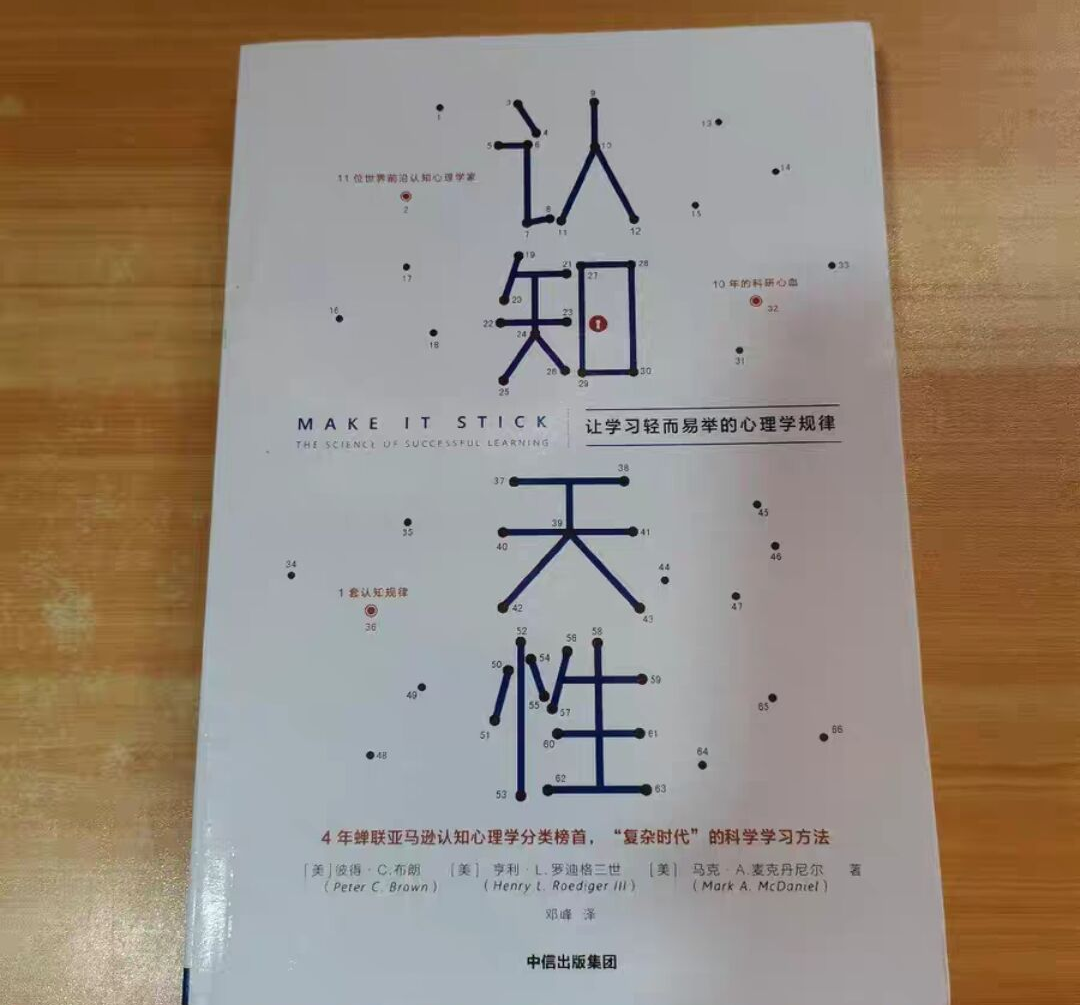 认知天性
11 位世界前沿认知心理学家
10 年的科研心血
MAKE IT STICK
THE SCIENCE OF SUCCESSFUL LEARNING
让学习轻而易举的心理学规律
1 套认知规律
4 年蝉联亚马逊认知心理学分类榜首，“复杂时代”的科学学习方法
[美] 彼得·C.布朗 [美] 亨利·L.罗迪格三世 [美] 马克·A.麦克丹尼尔 著
(Peter C. Brown) (Henry L. Roediger III) (Mark A. McDaniel)
邓峰 译
中信出版集团